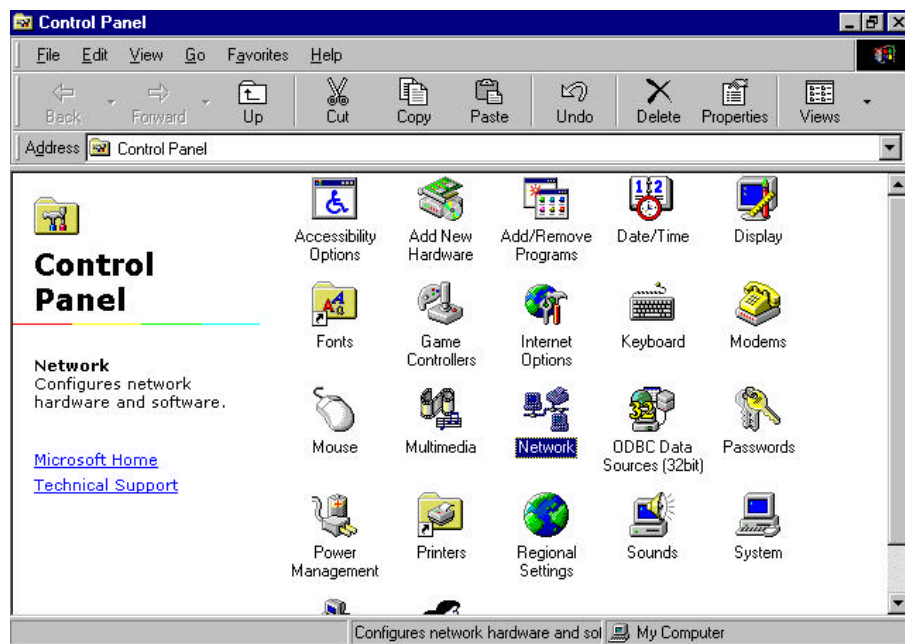 Control Panel
File Edit View Go Favorites Help
Back Forward Up Cut Copy Paste Undo Delete Properties Views
Address Control Panel
Control
Panel
Network
Configures network
hardware and software.
Microsoft Home
Technical Support
Accessibility
Options
Add New
Hardware
Add/Remove
Programs
Date/Time
Display
Fonts
Game
Controllers
Internet
Options
Keyboard
Modems
Mouse
Multimedia
Network
ODBC Data
Sources (32bit)
Passwords
Power
Management
Printers
Regional
Settings
Sounds
System
Configures network hardware and sol My Computer